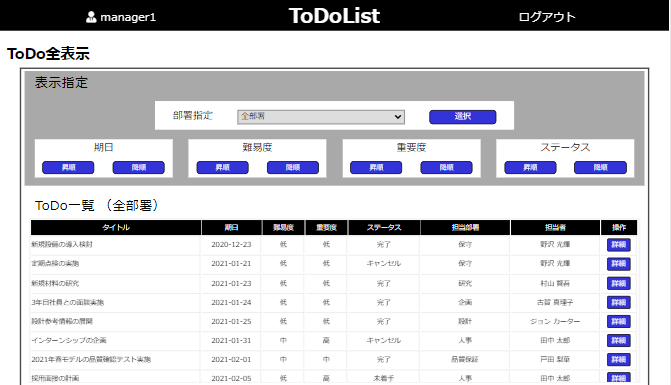 manager1 ToDoList ログアウト
ToDo全表示
表示指定
部署指定 全部署 選択
期日 難易度 重要度 ステータス
昇順 降順 昇順 降順 昇順 降順 昇順 降順
ToDo一覧 （全部署）
タイトル 期日 難易度 重要度 ステータス 担当部署 担当者 操作
新規設備の導入検討 2020-12-23 低 低 完了 保守 野沢 光輝 詳細
定期点検の実施 2021-01-21 低 低 キャンセル 保守 野沢 光輝 詳細
新規材料の研究 2021-01-23 低 低 完了 研究 村山 賢吾 詳細
3年目社員との面談実施 2021-01-24 低 低 完了 企画 古賀 真理子 詳細
設計参考情報の展開 2021-01-25 低 低 完了 設計 ジョン カーター 詳細
インターンシップの企画 2021-01-31 中 高 キャンセル 人事 田中 太郎 詳細
2021年春モデルの品質確認テスト実施 2021-02-01 中 中 完了 品質保証 戸田 梨華 詳細
採用面接の計画 2021-02-05 低 高 未着手 人事 田中 太郎 詳細